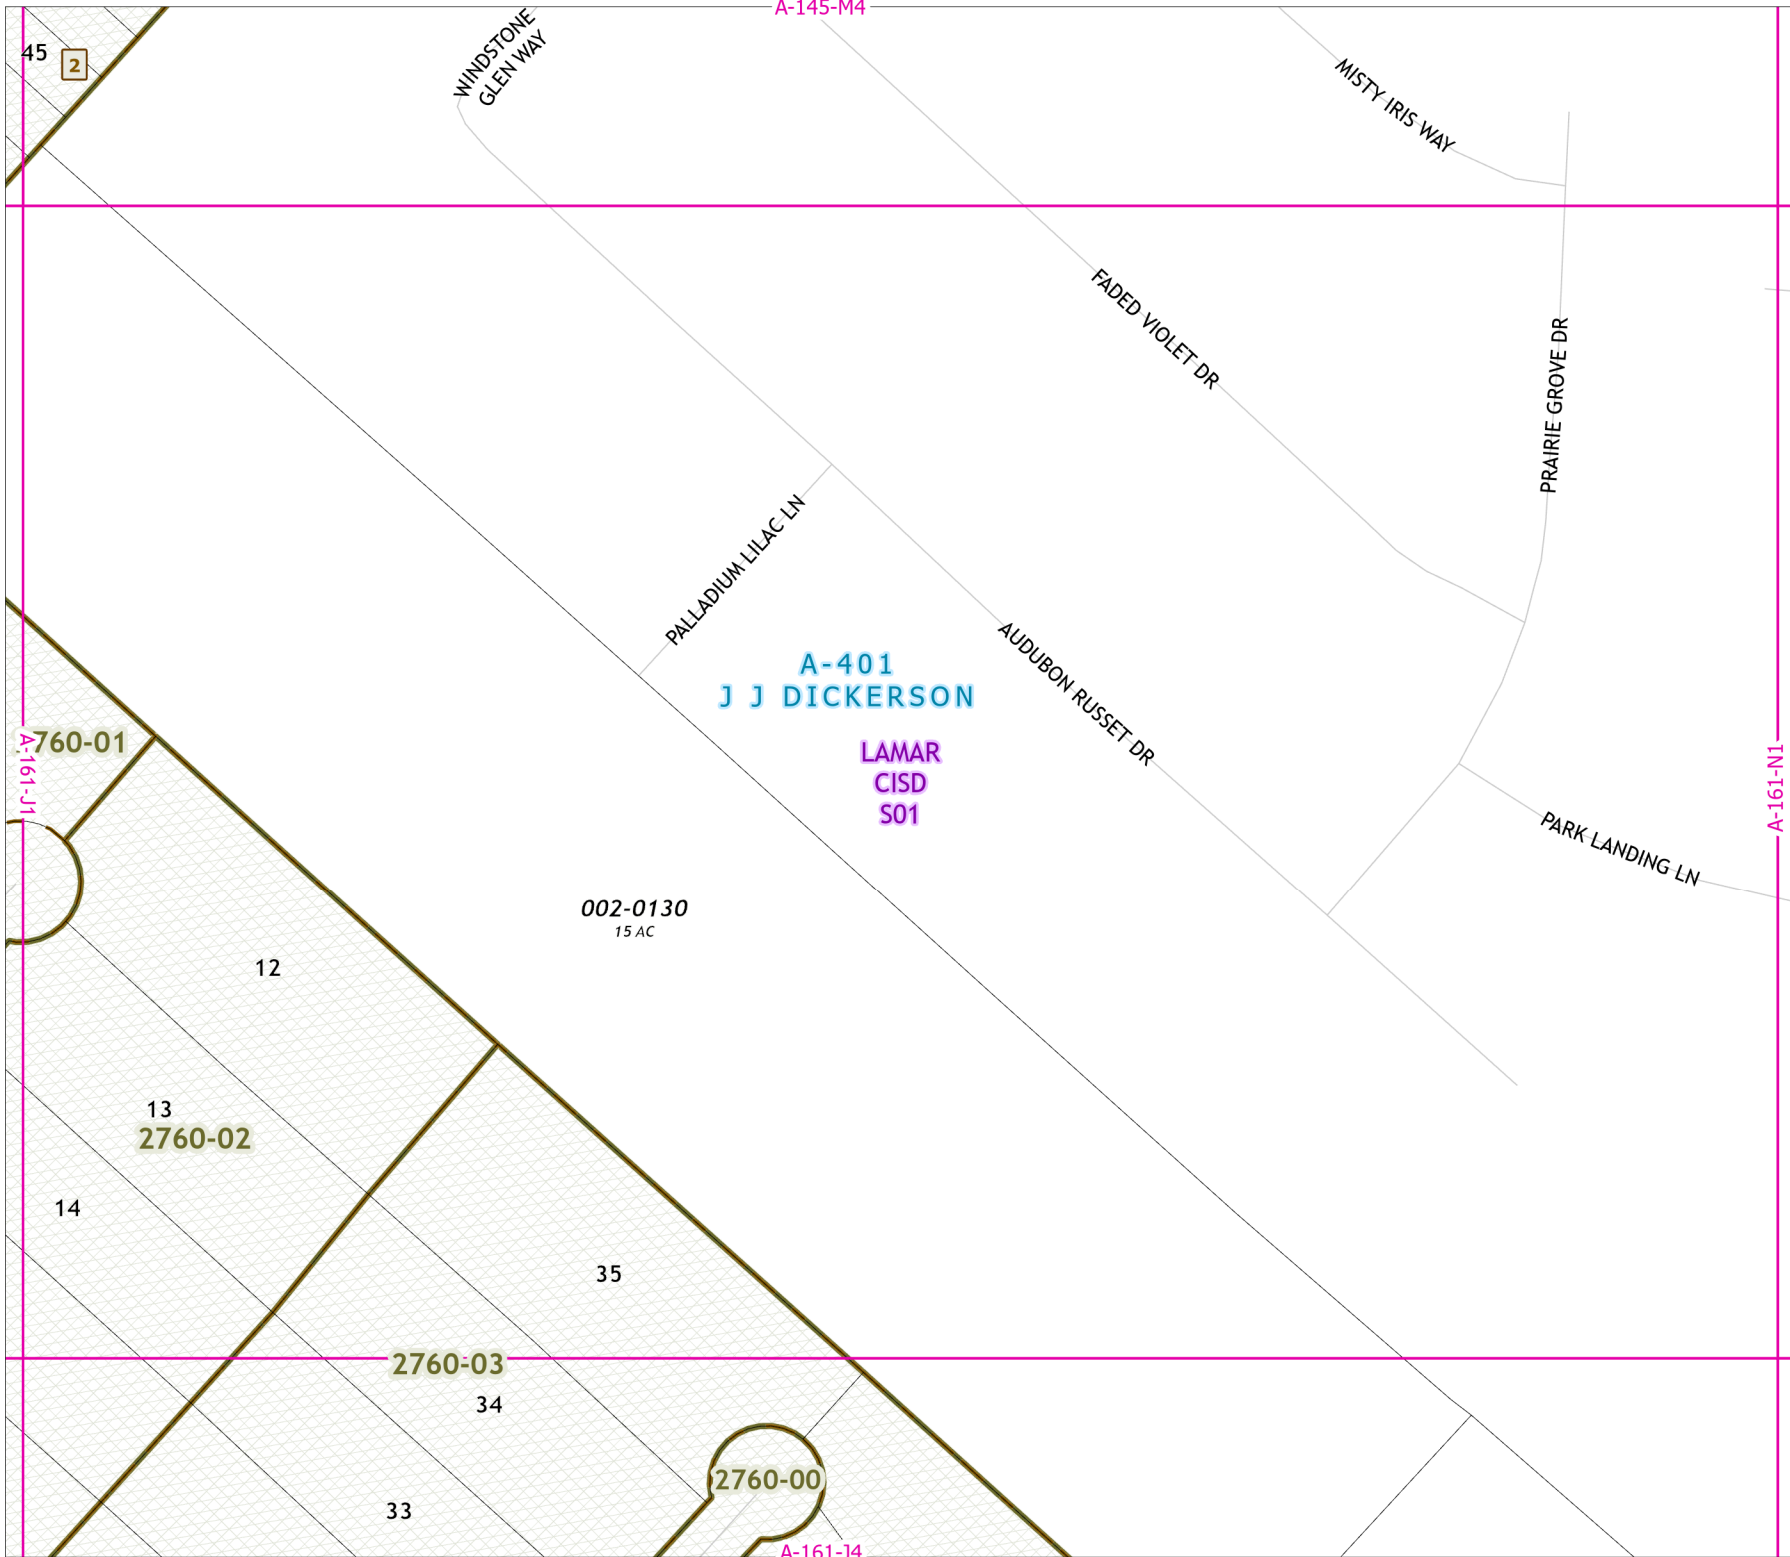 A-145-M4
45
2
WINDSTONE
GLEN WAY
MISTY IRIS WAY
FADED VIOLET DR
PRAIRIE GROVE DR
PALLADIUM LILAC LN
A-401
J J DICKERSON
AUDUBON RUSSET DR
LAMAR
CISD
S01
760-01
A-161-J1
A-161-N1
PARK LANDING LN
002-0130
15 AC
12
13
2760-02
14
35
2760-03
34
2760-00
33
A-161-J4